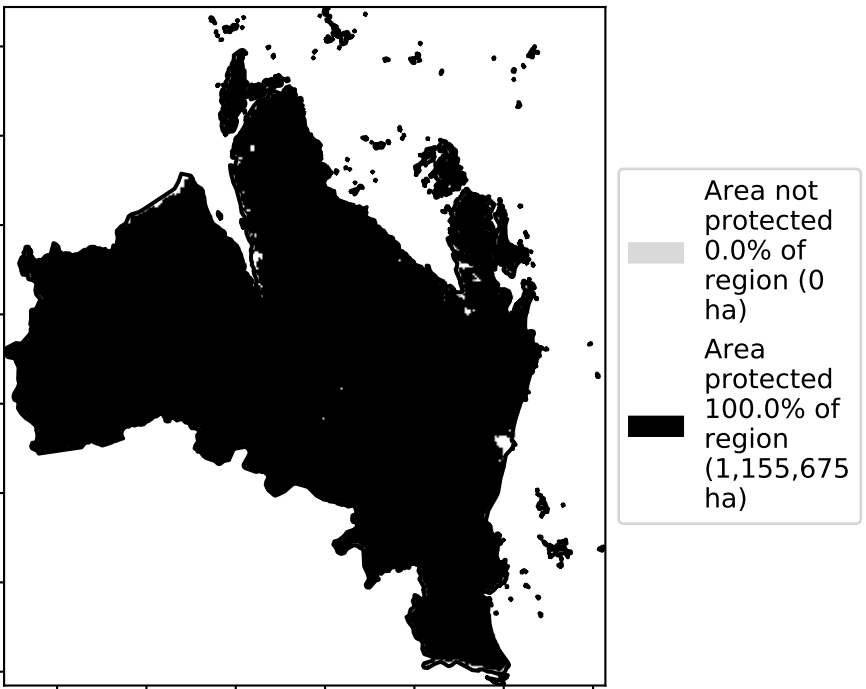 Area not
protected
0.0% of
region (0
ha)
Area
protected
100.0% of
region
(1,155,675
ha)